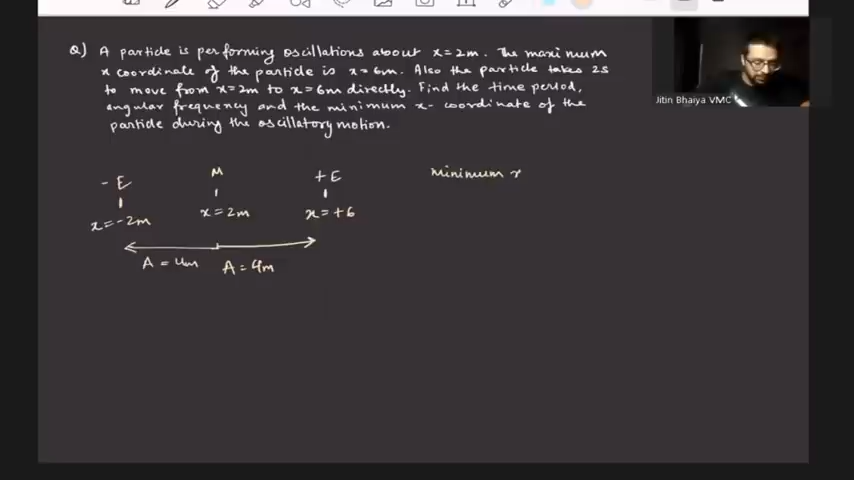 Q) A particle is performing oscillations about x=2m. The maximum
x coordinate of the particle is x=6m. Also the particle takes 2s
to move from x=2m to x=6m directly. Find the time period,
angular frequency and the minimum x-coordinate of the
particle during the oscillatory motion.
-E M +E
x=-2m x=2m x=+6
A=4m A=4m
minimum x
Jitin Bhaiya VMC